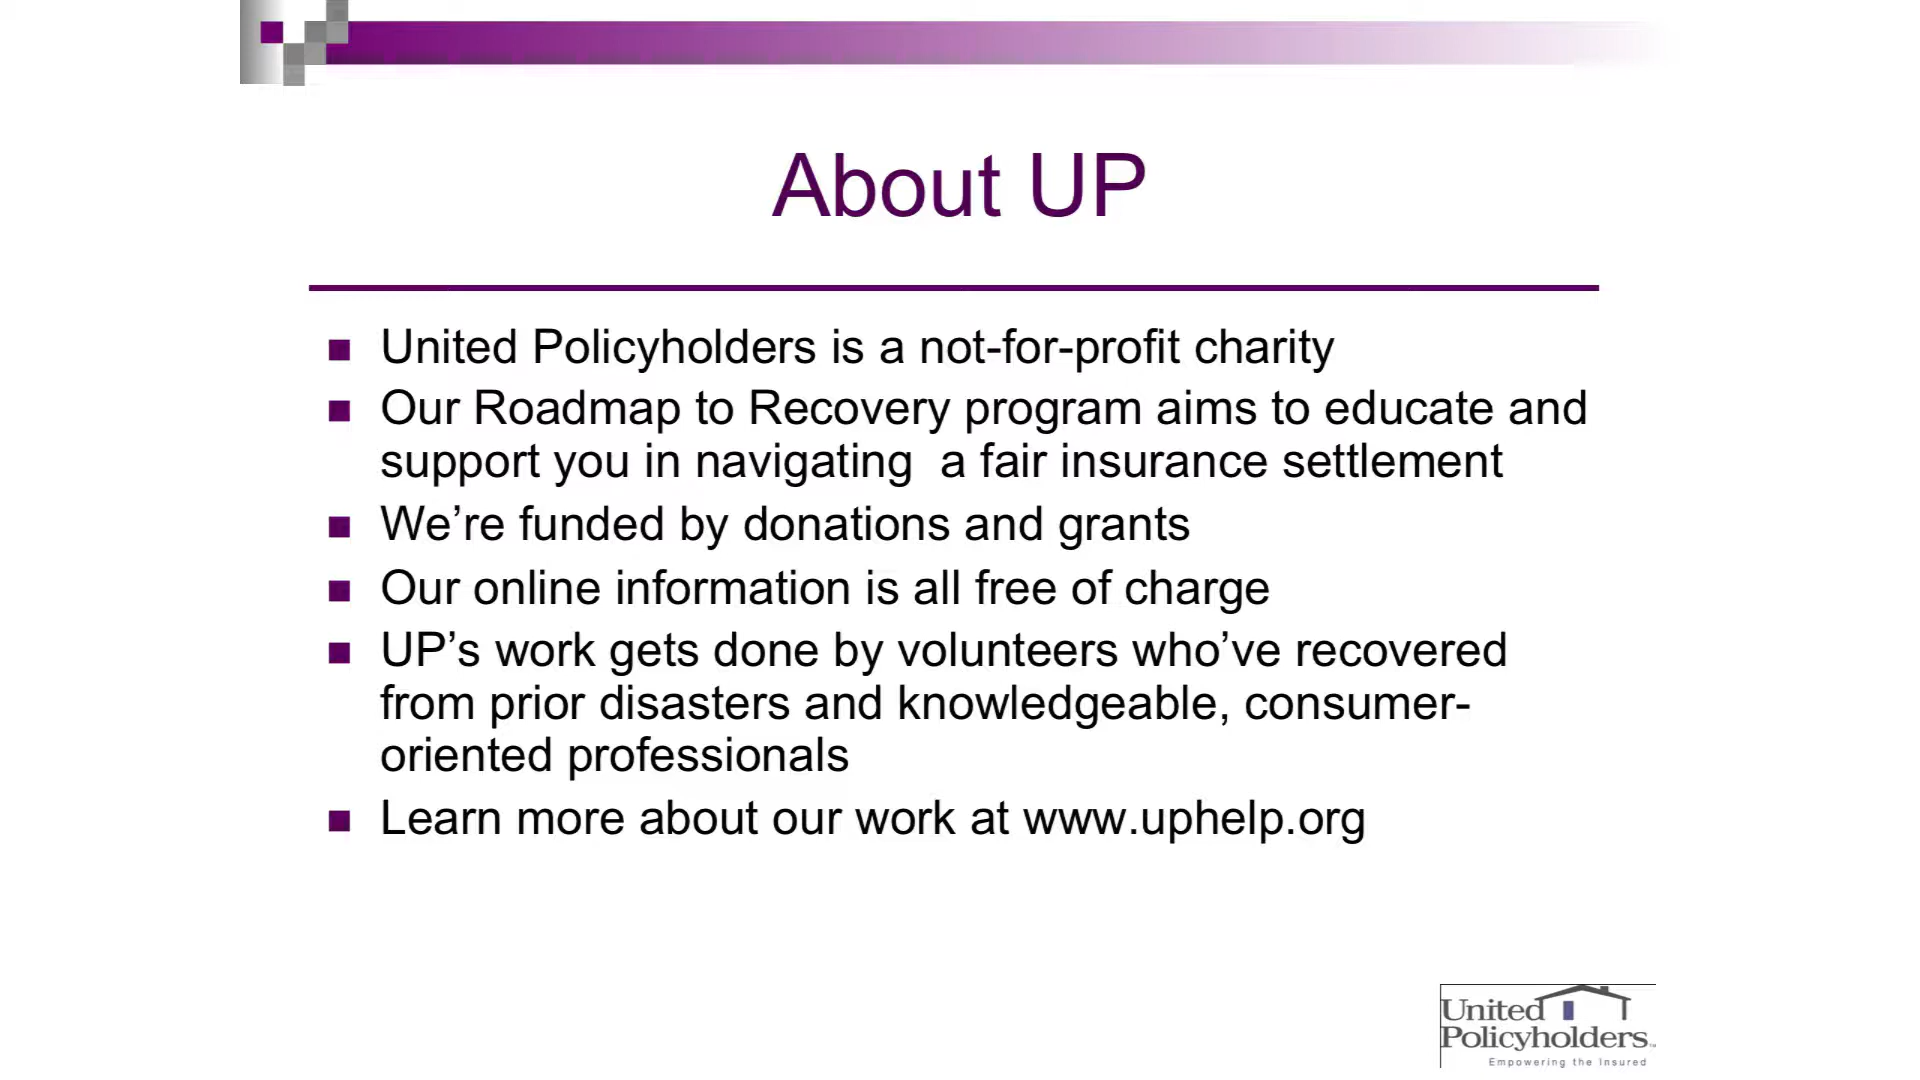 About UP
■ United Policyholders is a not-for-profit charity
■ Our Roadmap to Recovery program aims to educate and
support you in navigating  a fair insurance settlement
■ We’re funded by donations and grants
■ Our online information is all free of charge
■ UP’s work gets done by volunteers who’ve recovered
from prior disasters and knowledgeable, consumer-
oriented professionals
■ Learn more about our work at www.uphelp.org
United
Policyholders™
Empowering the Insured